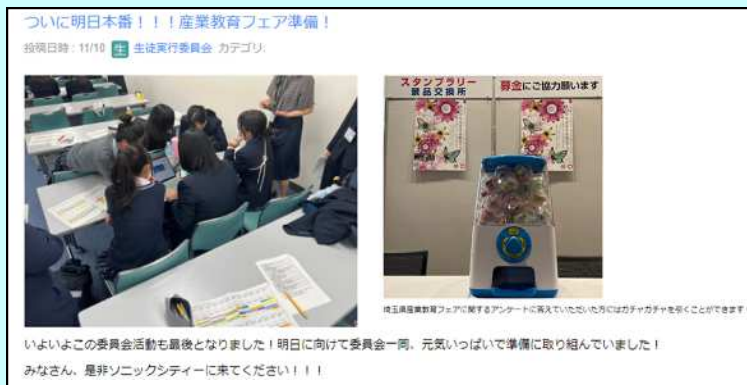 ついに明日本番！！！産業教育フェア準備！
投稿日時 : 11/10 生 生徒実行委員会 カテゴリ:
スタンプラリー
景品交換所
募金にご協力願います
埼玉県産業教育フェアに関するアンケートに答えていただいた方にはガチャガチャを引くことができます！
いよいよこの委員会活動も最後となりました！明日に向けて委員会一同、元気いっぱいで準備に取り組んでいました！
みなさん、是非ソニックシティーに来てください！！！